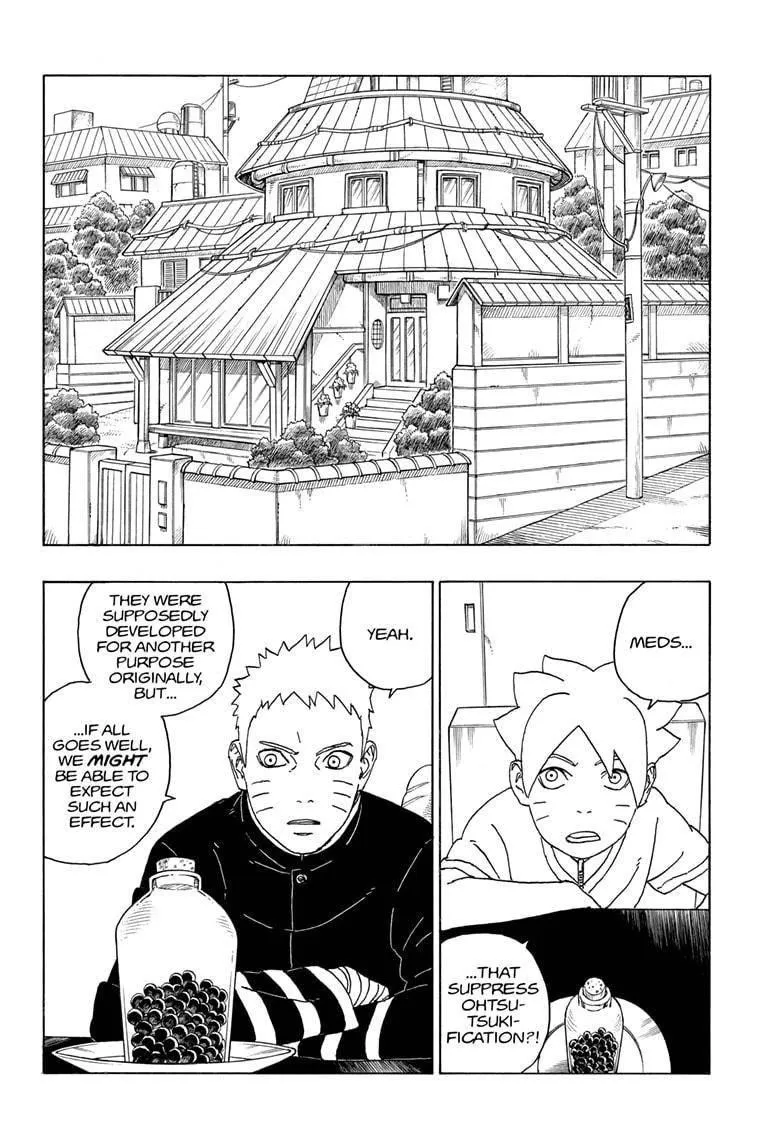 MEDS...
...THAT
SUPPRESS
OHTSU-
TSUKI-
FICATION?!
YEAH.
THEY WERE
SUPPOSEDLY
DEVELOPED
FOR ANOTHER
PURPOSE
ORIGINALLY,
BUT...
...IF ALL
GOES WELL,
WE MIGHT
BE ABLE TO
EXPECT
SUCH AN
EFFECT.